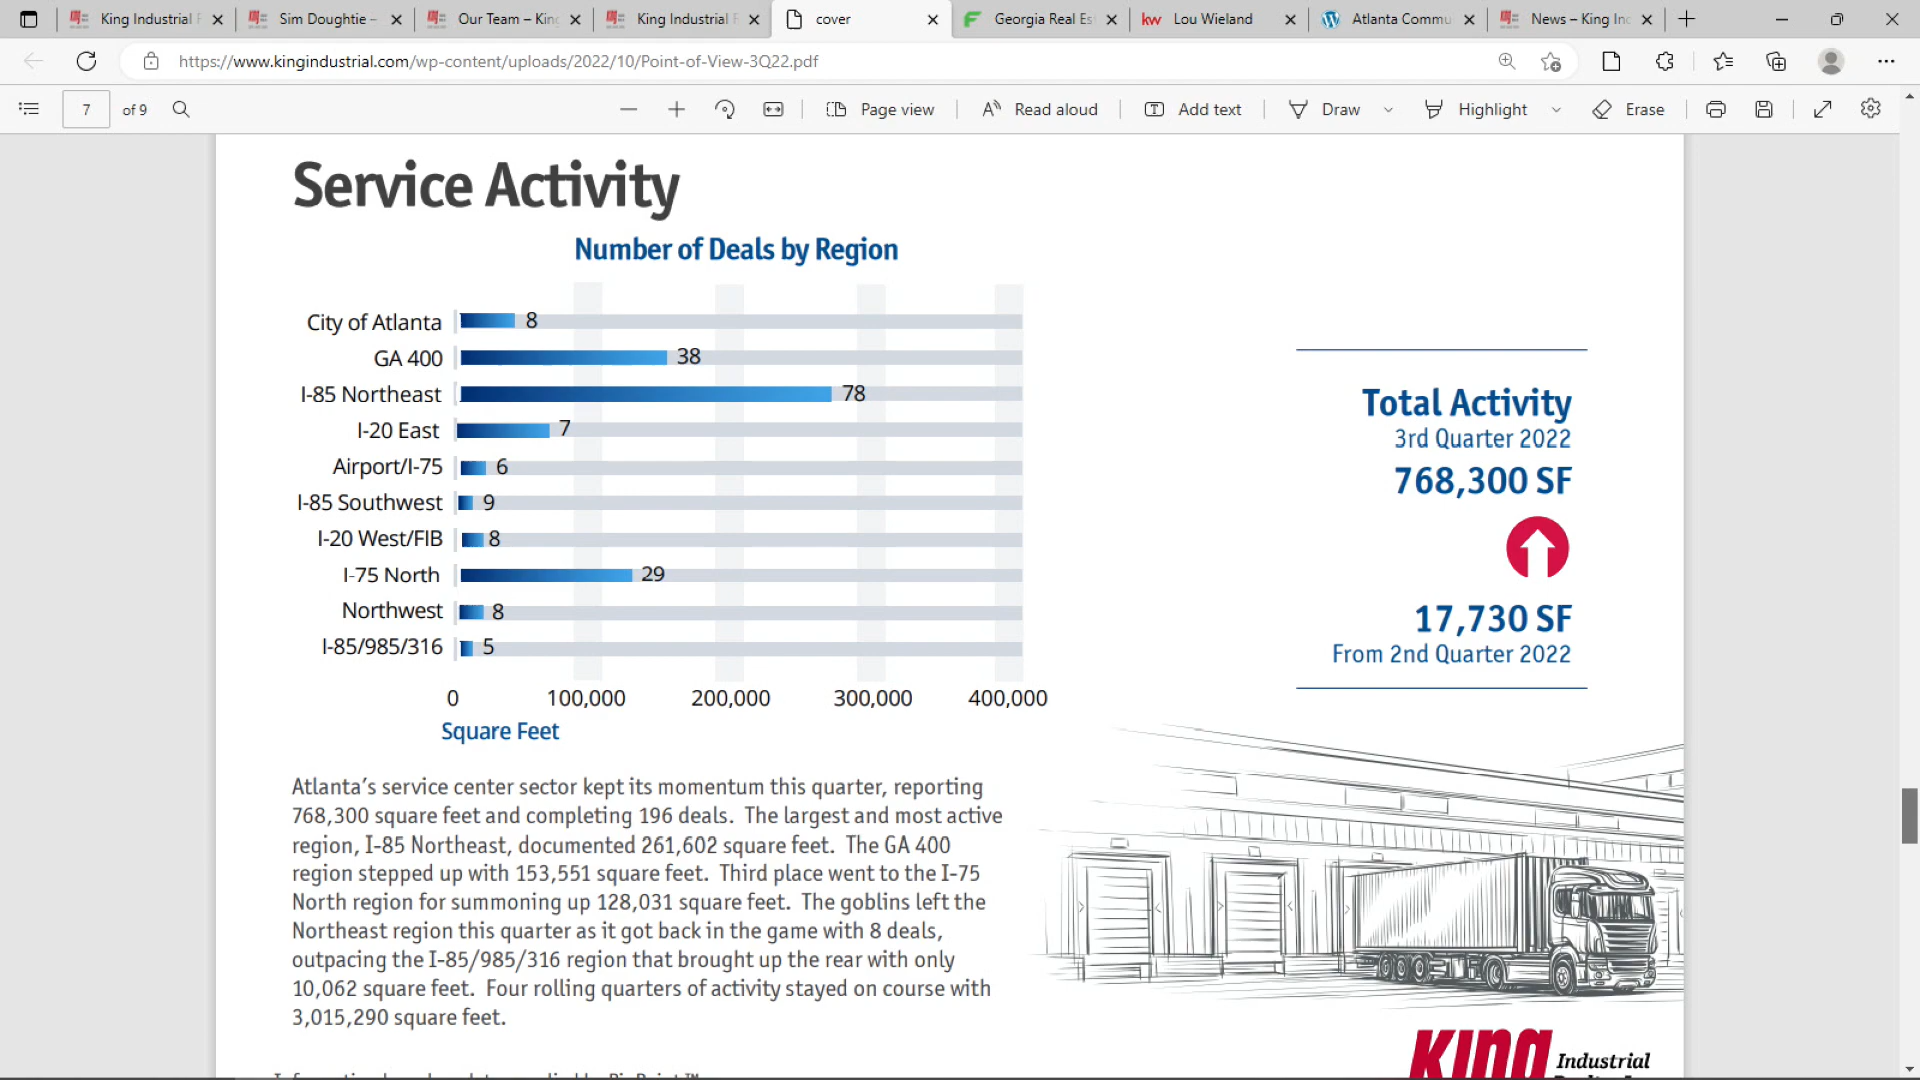 King Industrial
Sim Doughtie –
Our Team – Kin
King Industrial
cover
Georgia Real Es
Lou Wieland
Atlanta Commu
News – King Inc
https://www.kingindustrial.com/wp-content/uploads/2022/10/Point-of-View-3Q22.pdf
7 of 9
Page view
Read aloud
Add text
Draw
Highlight
Erase
Service Activity
Number of Deals by Region
City of Atlanta 8
GA 400 38
I-85 Northeast 78
I-20 East 7
Airport/I-75 6
I-85 Southwest 9
I-20 West/FIB 8
I-75 North 29
Northwest 8
I-85/985/316 5
0 100,000 200,000 300,000 400,000
Square Feet
Total Activity
3rd Quarter 2022
768,300 SF
17,730 SF
From 2nd Quarter 2022
Atlanta’s service center sector kept its momentum this quarter, reporting
768,300 square feet and completing 196 deals. The largest and most active
region, I-85 Northeast, documented 261,602 square feet. The GA 400
region stepped up with 153,551 square feet. Third place went to the I-75
North region for summoning up 128,031 square feet. The goblins left the
Northeast region this quarter as it got back in the game with 8 deals,
outpacing the I-85/985/316 region that brought up the rear with only
10,062 square feet. Four rolling quarters of activity stayed on course with
3,015,290 square feet.
King Industrial